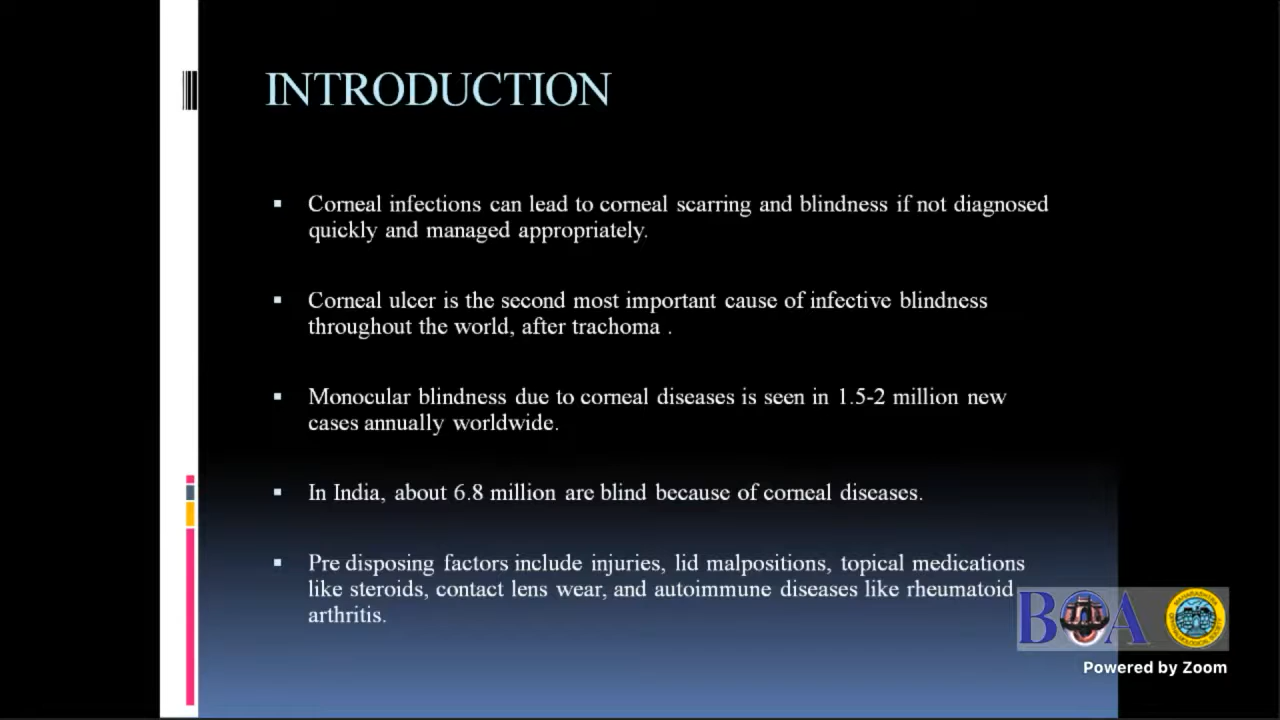 INTRODUCTION
▪ Corneal infections can lead to corneal scarring and blindness if not diagnosed
quickly and managed appropriately.
▪ Corneal ulcer is the second most important cause of infective blindness
throughout the world, after trachoma .
▪ Monocular blindness due to corneal diseases is seen in 1.5-2 million new
cases annually worldwide.
▪ In India, about 6.8 million are blind because of corneal diseases.
▪ Pre disposing factors include injuries, lid malpositions, topical medications
like steroids, contact lens wear, and autoimmune diseases like rheumatoid
arthritis.
BOA
MAHARASHTRA
OPHTHALMOLOGICAL SOCIETY
Powered by Zoom